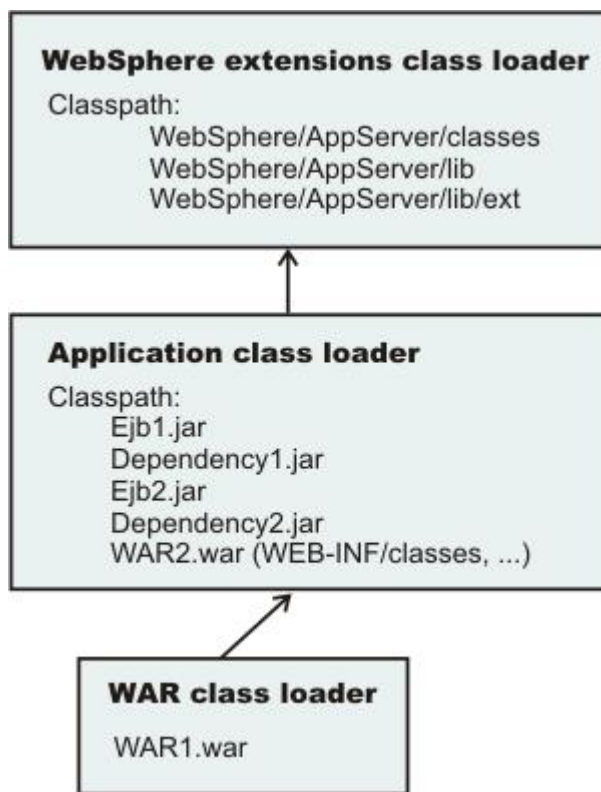 WebSphere extensions class loader
Classpath:
WebSphere/AppServer/classes
WebSphere/AppServer/lib
WebSphere/AppServer/lib/ext
Application class loader
Classpath:
Ejb1.jar
Dependency1.jar
Ejb2.jar
Dependency2.jar
WAR2.war (WEB-INF/classes, ...)
WAR class loader
WAR1.war